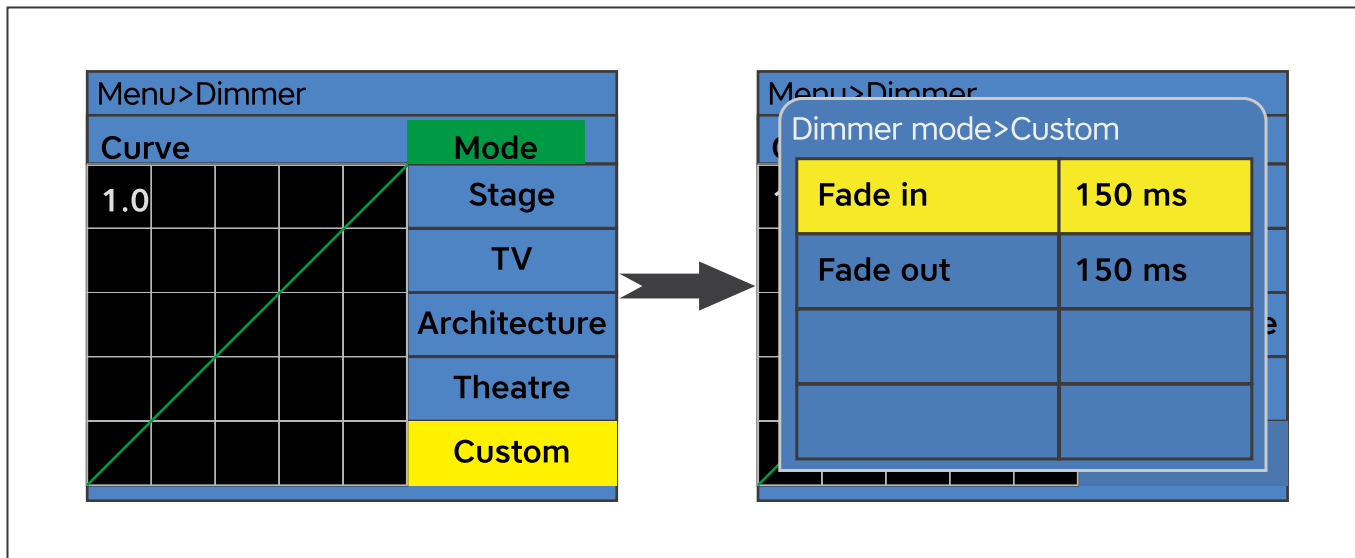 Menu>Dimmer
Curve
Mode
1.0
Stage
TV
Architecture
Theatre
Custom
Menu>Dimmer
Dimmer mode>Custom
Fade in 150 ms
Fade out 150 ms